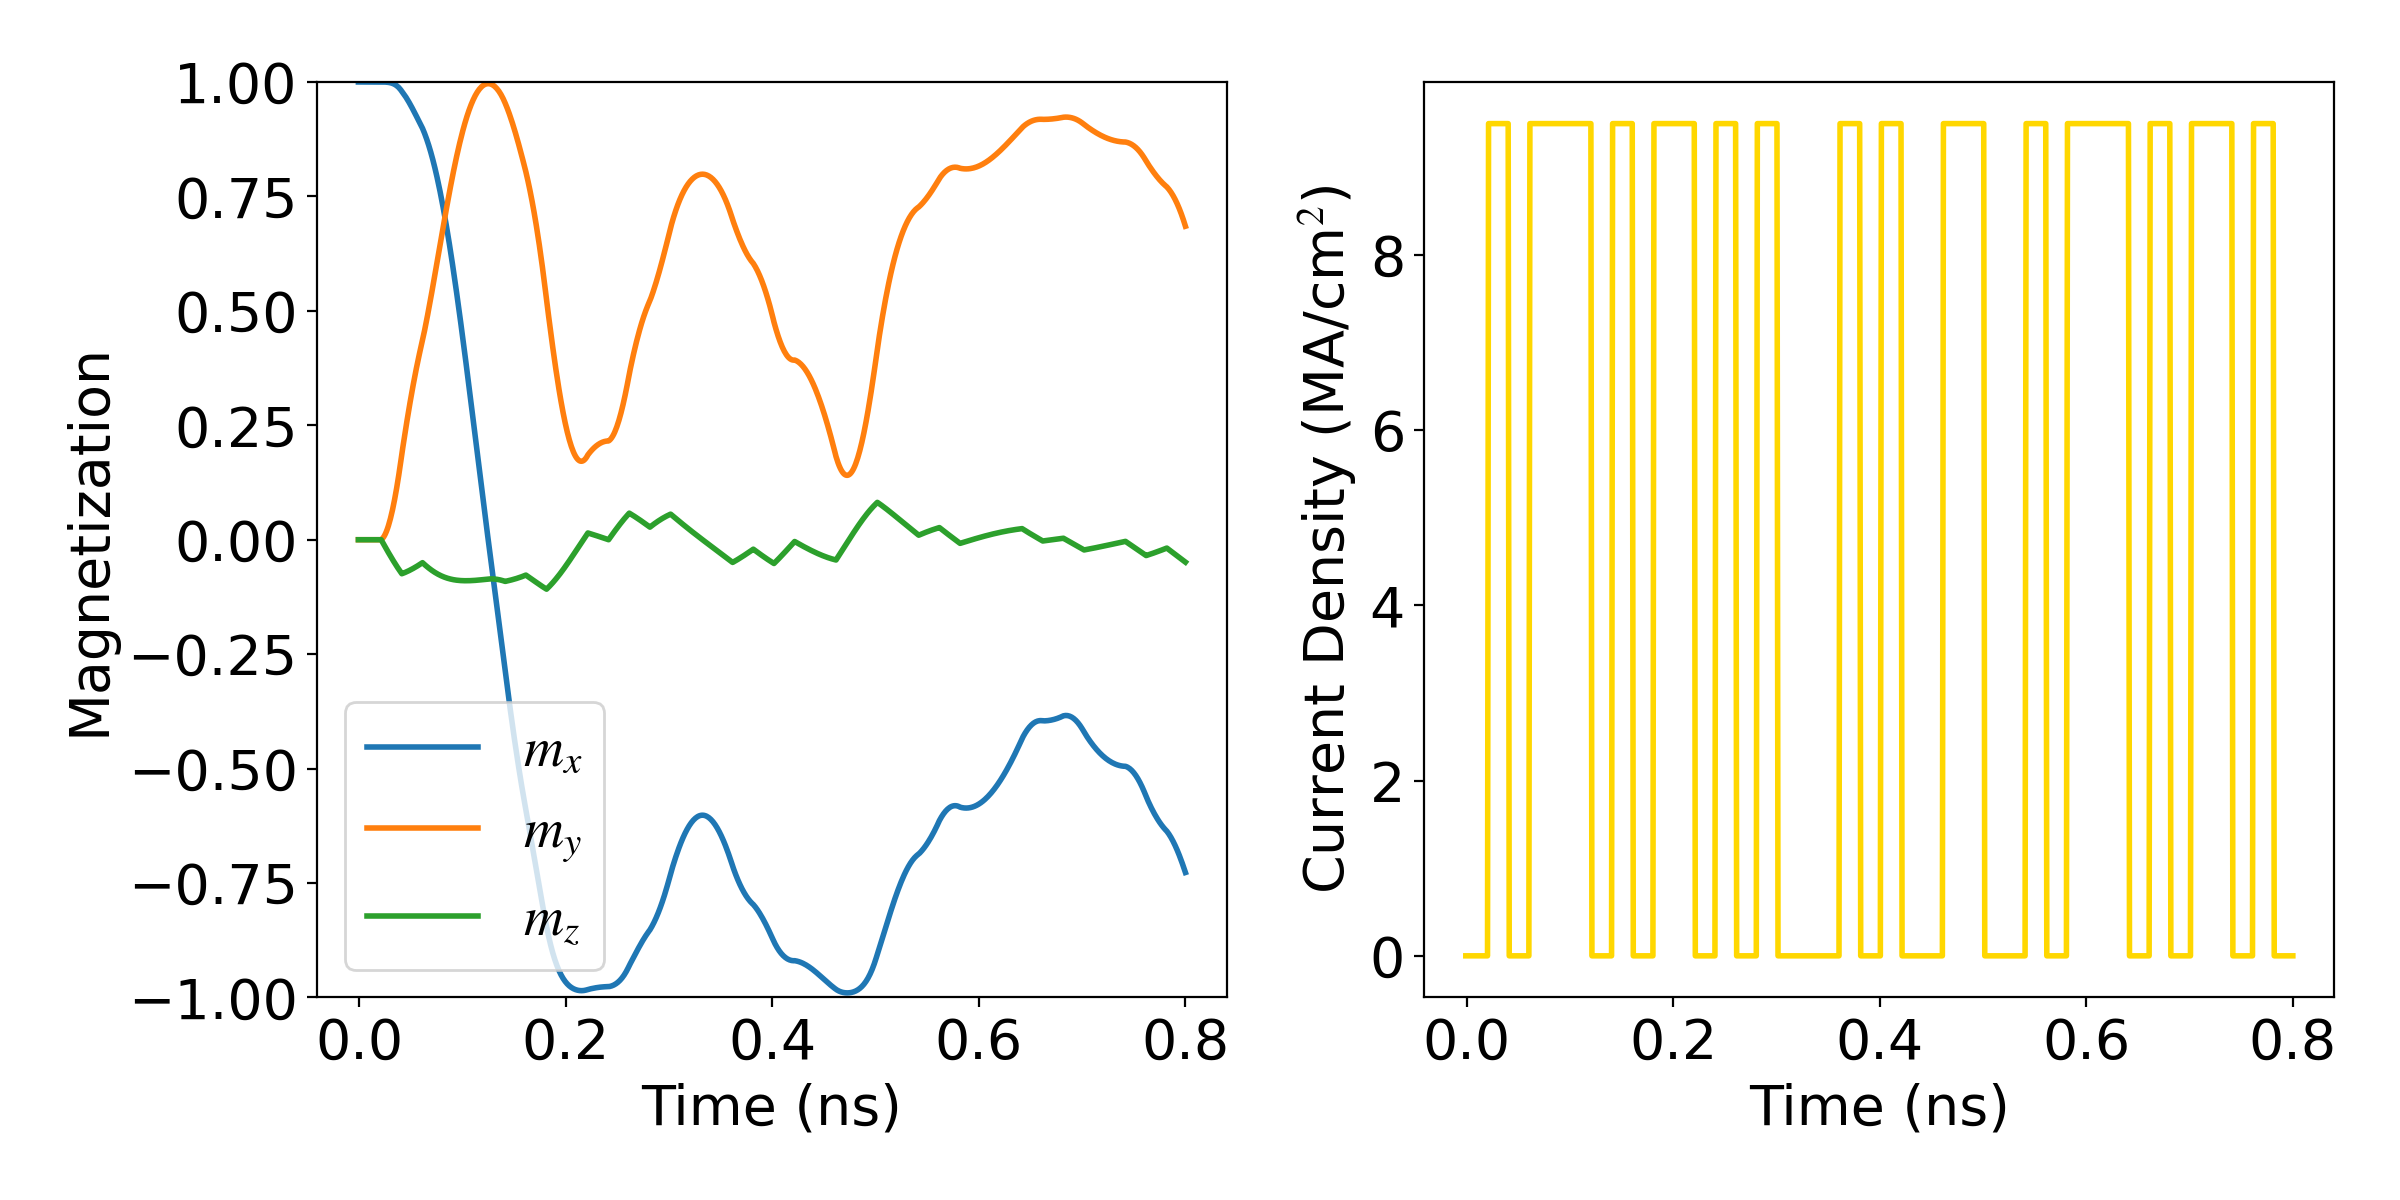 1.00
0.75
0.50
0.25
0.00
−0.25
−0.50
−0.75
−1.00
Magnetization
m_x
m_y
m_z
0.0 0.2 0.4 0.6 0.8
Time (ns)
8
6
4
2
0
Current Density (MA/cm²)
0.0 0.2 0.4 0.6 0.8
Time (ns)